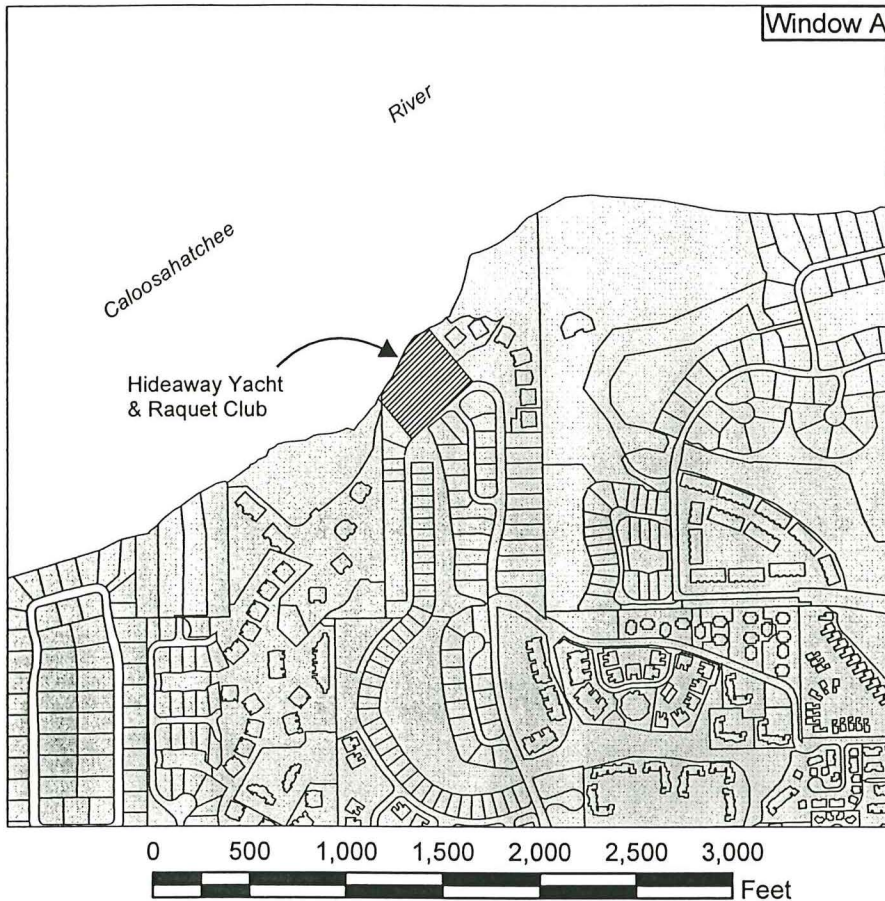 Window A
River
Caloosahatchee
Hideaway Yacht
& Raquet Club
0 500 1,000 1,500 2,000 2,500 3,000
Feet